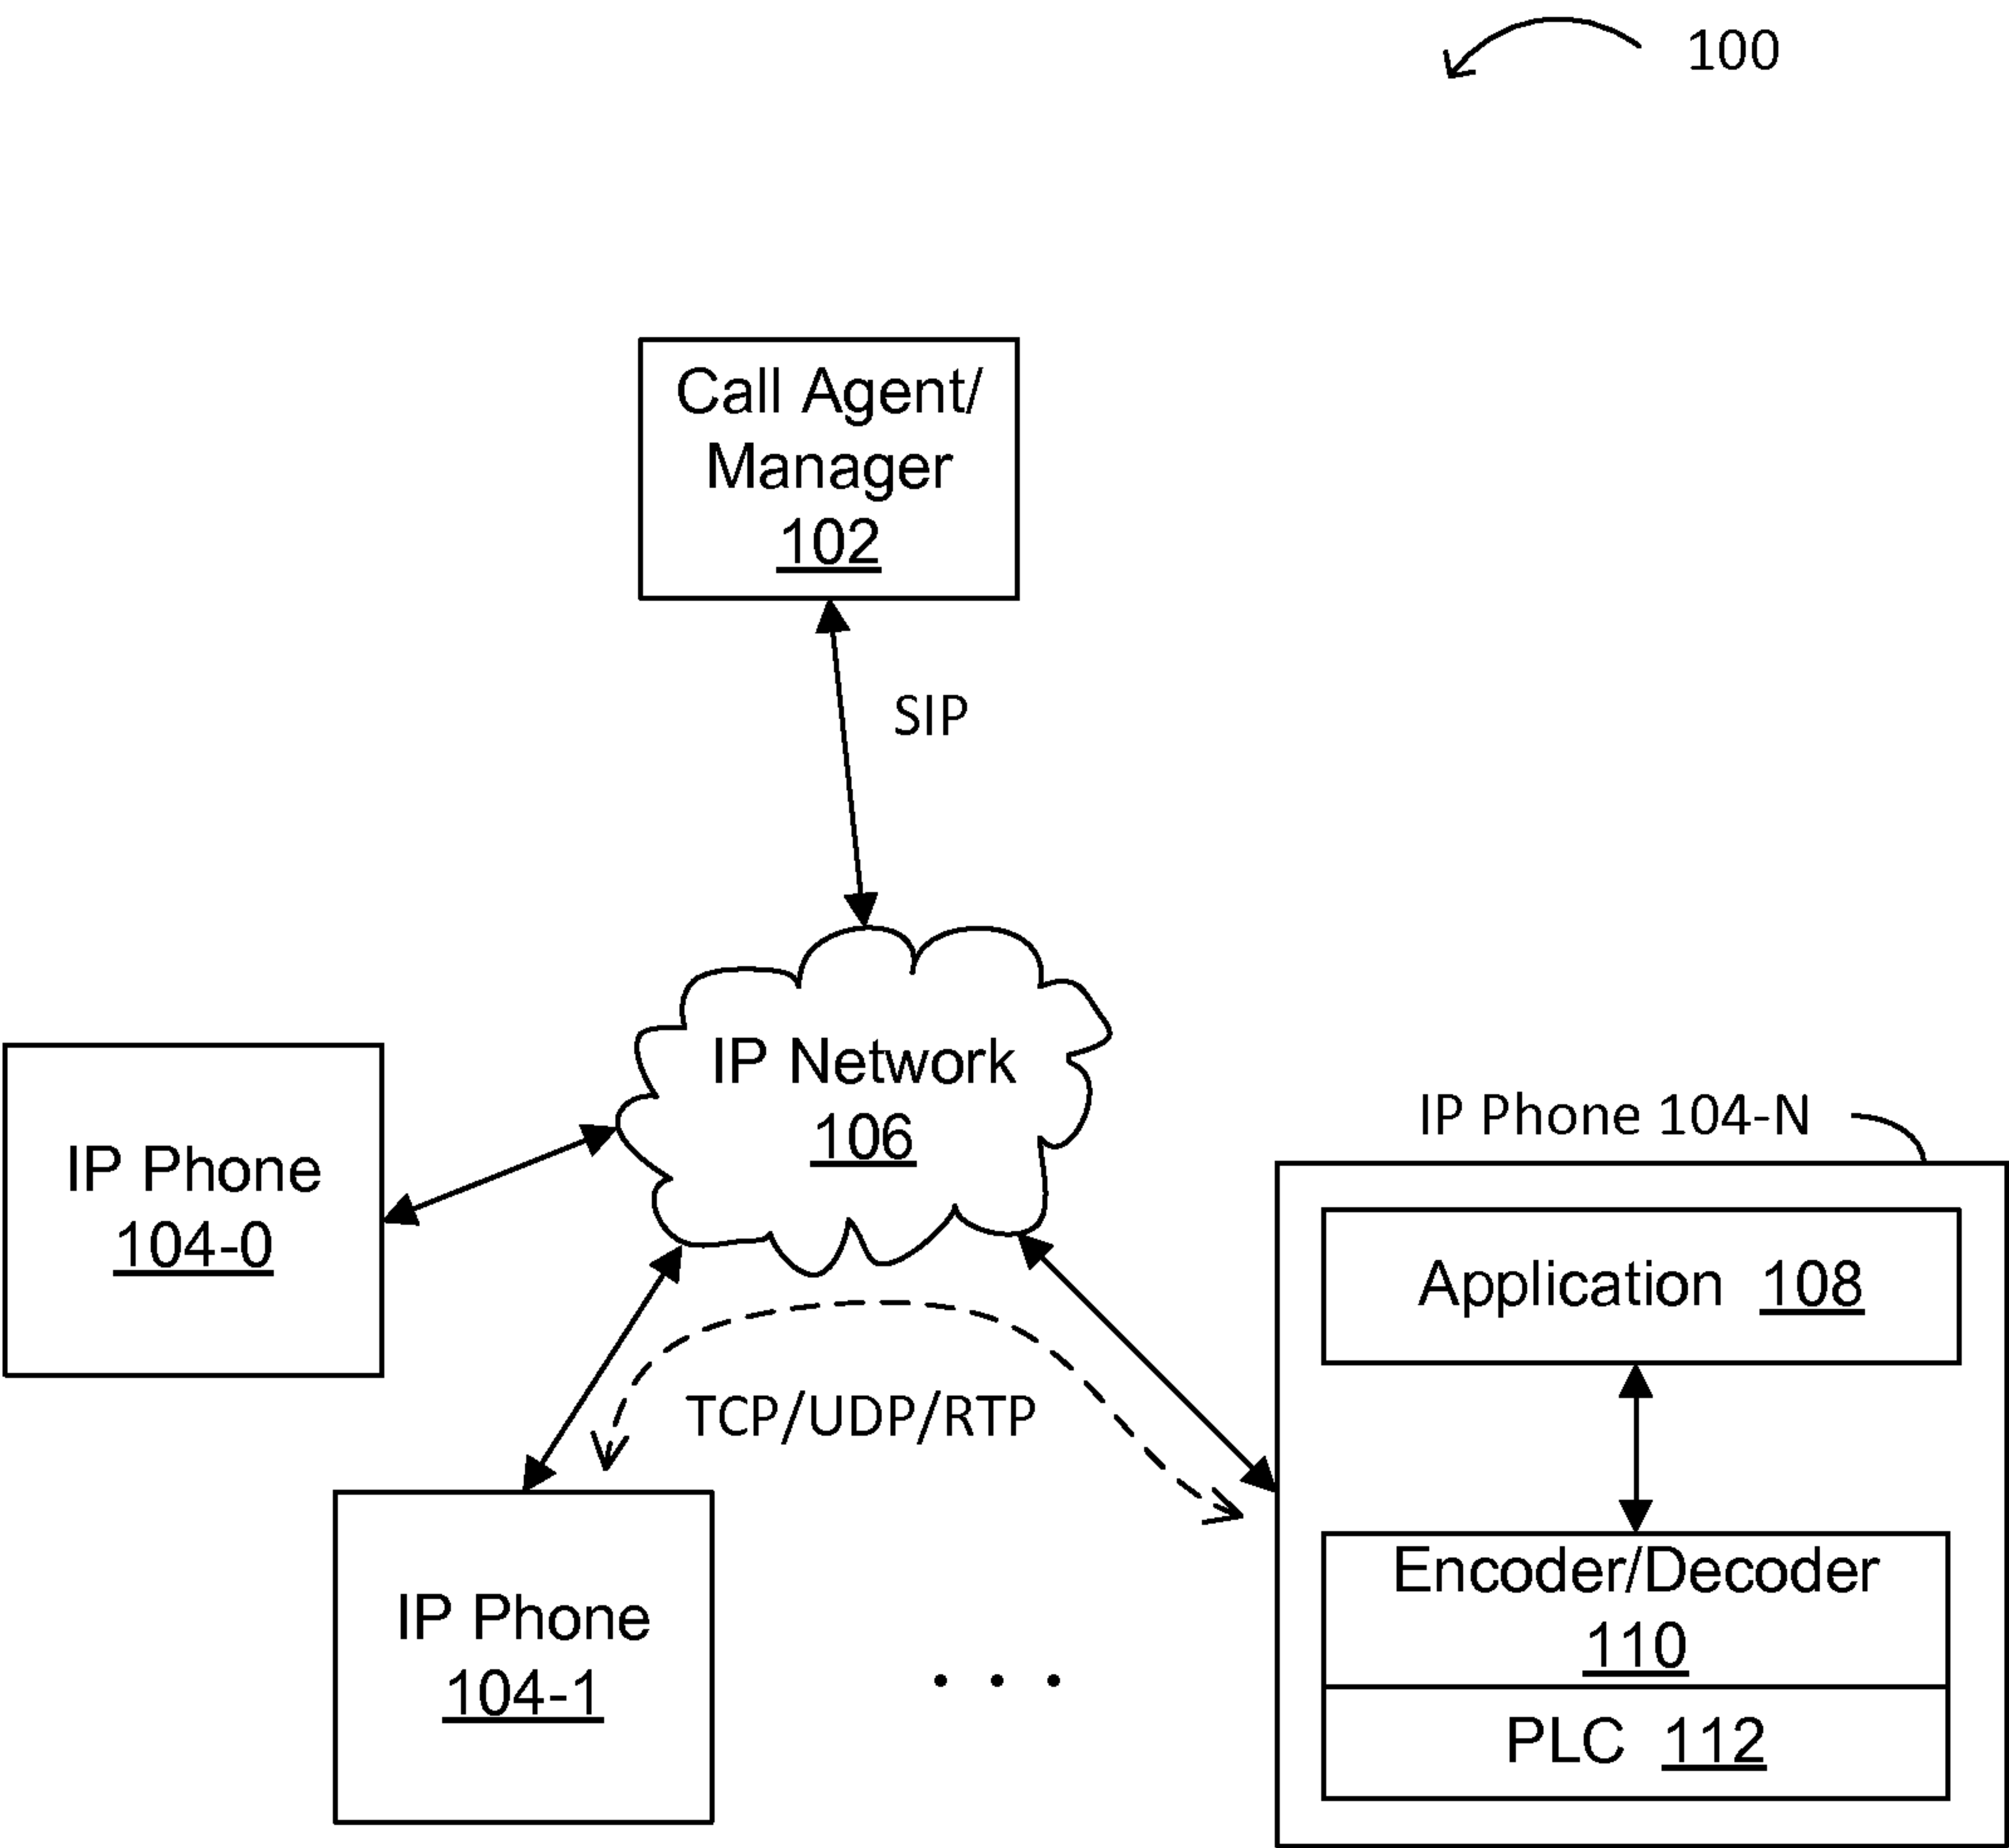 100
Call Agent/
Manager
102
SIP
IP Network
106
IP Phone
104-0
IP Phone 104-N
Application 108
TCP/UDP/RTP
Encoder/Decoder
110
PLC 112
IP Phone
104-1
. . .